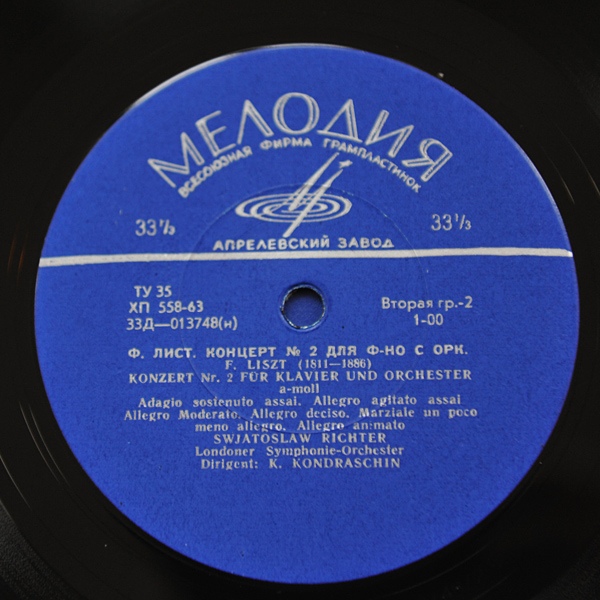 МЕЛОДИЯ
ВСЕСОЮЗНАЯ ФИРМА ГРАМПЛАСТИНОК
33⅓ 33⅓
АПРЕЛЕВСКИЙ ЗАВОД
ТУ 35
ХП 558-63 Вторая гр.-2
33Д—013748(н) 1-00
Ф. ЛИСТ. КОНЦЕРТ № 2 ДЛЯ Ф-НО С ОРК.
F. LISZT (1811—1886)
KONZERT Nr. 2 FÜR KLAVIER UND ORCHESTER
a-moll
Adagio sostenuto assai. Allegro agitato assai
Allegro Moderato. Allegro deciso. Marziale un poco
meno allegro. Allegro animato
SWJATOSLAW RICHTER
Londoner Symphonie-Orchester
Dirigent: K. KONDRASCHIN